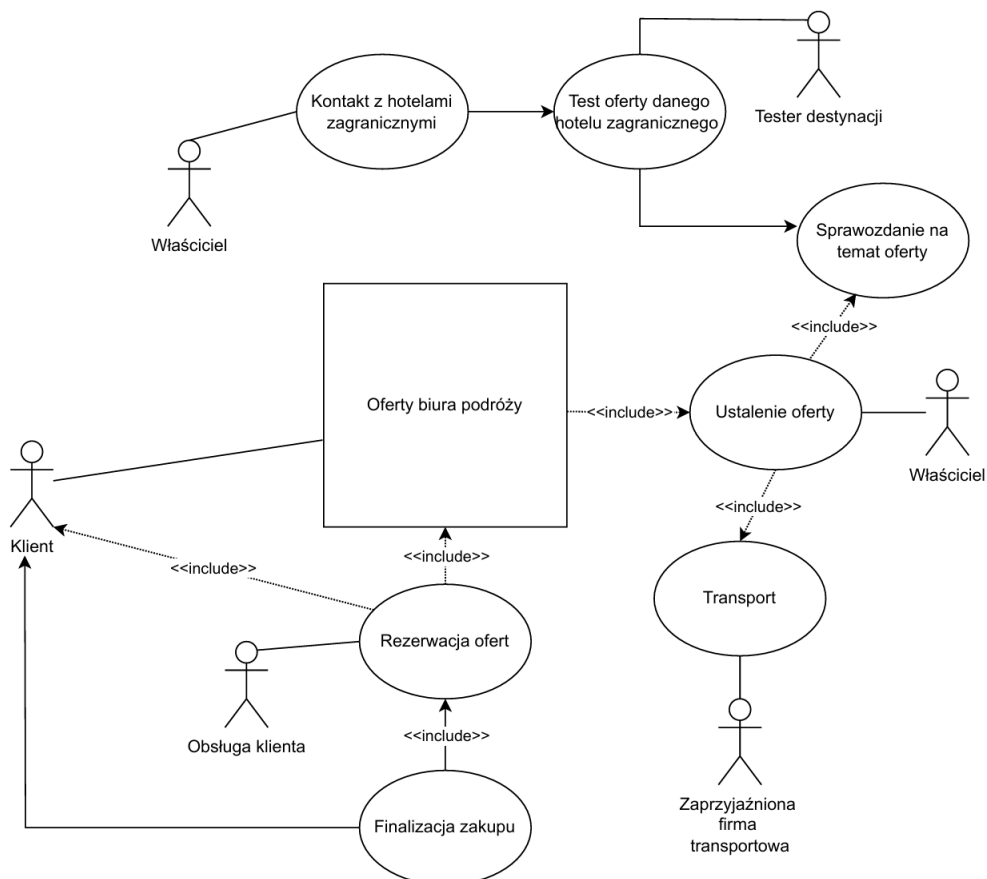 Kontakt z hotelami
zagranicznymi
Test oferty danego
hotelu zagranicznego
Tester destynacji
Właściciel
Sprawozdanie na
temat oferty
<<include>>
Oferty biura podróży
<<include>>
Ustalenie oferty
Właściciel
<<include>>
Klient
<<include>>
<<include>>
Transport
Rezerwacja ofert
Obsługa klienta
<<include>>
Zaprzyjaźniona
firma
transportowa
Finalizacja zakupu